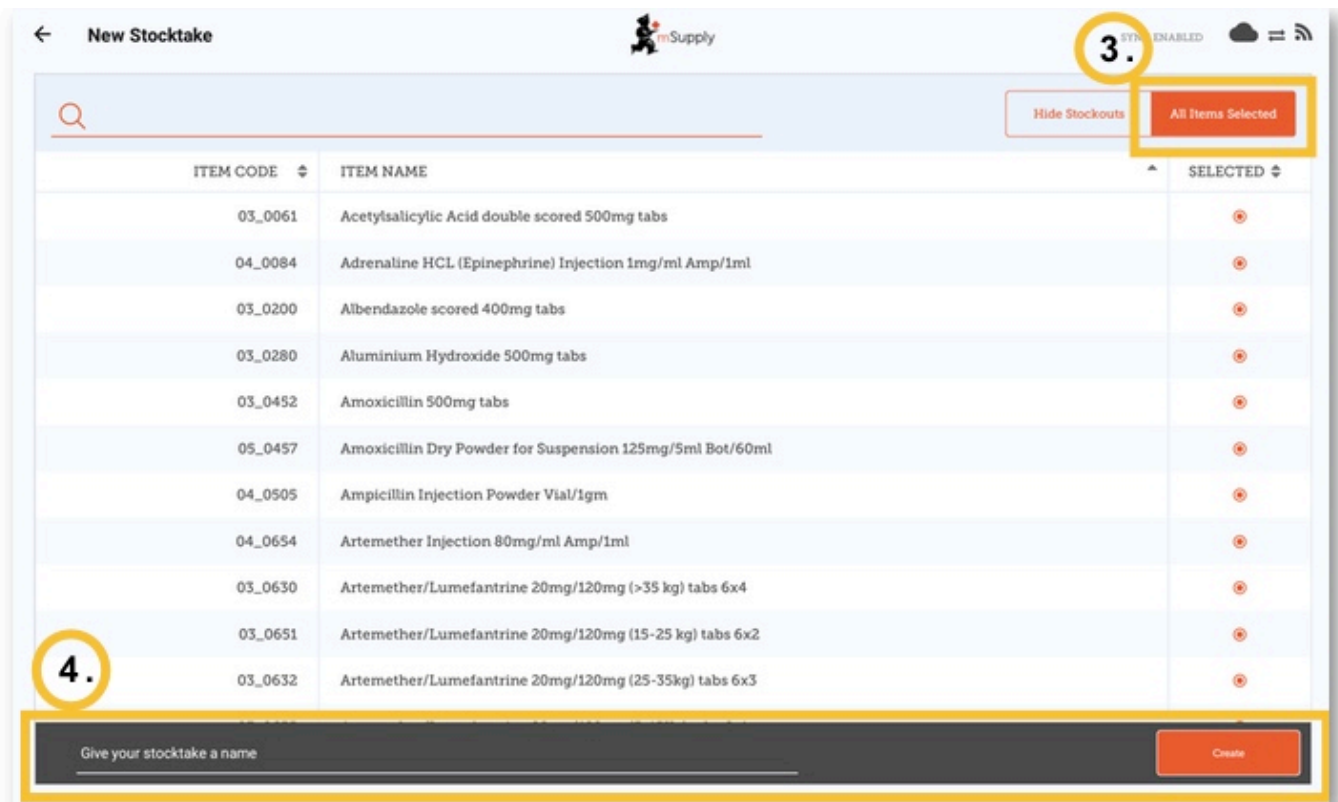 New Stocktake
mSupply
ENABLED
3.
Hide Stockouts
All Items Selected
ITEM CODE ITEM NAME SELECTED
03_0061 Acetylsalicylic Acid double scored 500mg tabs
04_0084 Adrenaline HCL (Epinephrine) Injection 1mg/ml Amp/1ml
03_0200 Albendazole scored 400mg tabs
03_0280 Aluminium Hydroxide 500mg tabs
03_0452 Amoxicillin 500mg tabs
05_0457 Amoxicillin Dry Powder for Suspension 125mg/5ml Bot/60ml
04_0505 Ampicillin Injection Powder Vial/1gm
04_0654 Artemether Injection 80mg/ml Amp/1ml
03_0630 Artemether/Lumefantrine 20mg/120mg (>35 kg) tabs 6x4
03_0651 Artemether/Lumefantrine 20mg/120mg (15-25 kg) tabs 6x2
4.
03_0632 Artemether/Lumefantrine 20mg/120mg (25-35kg) tabs 6x3
Give your stocktake a name
Create